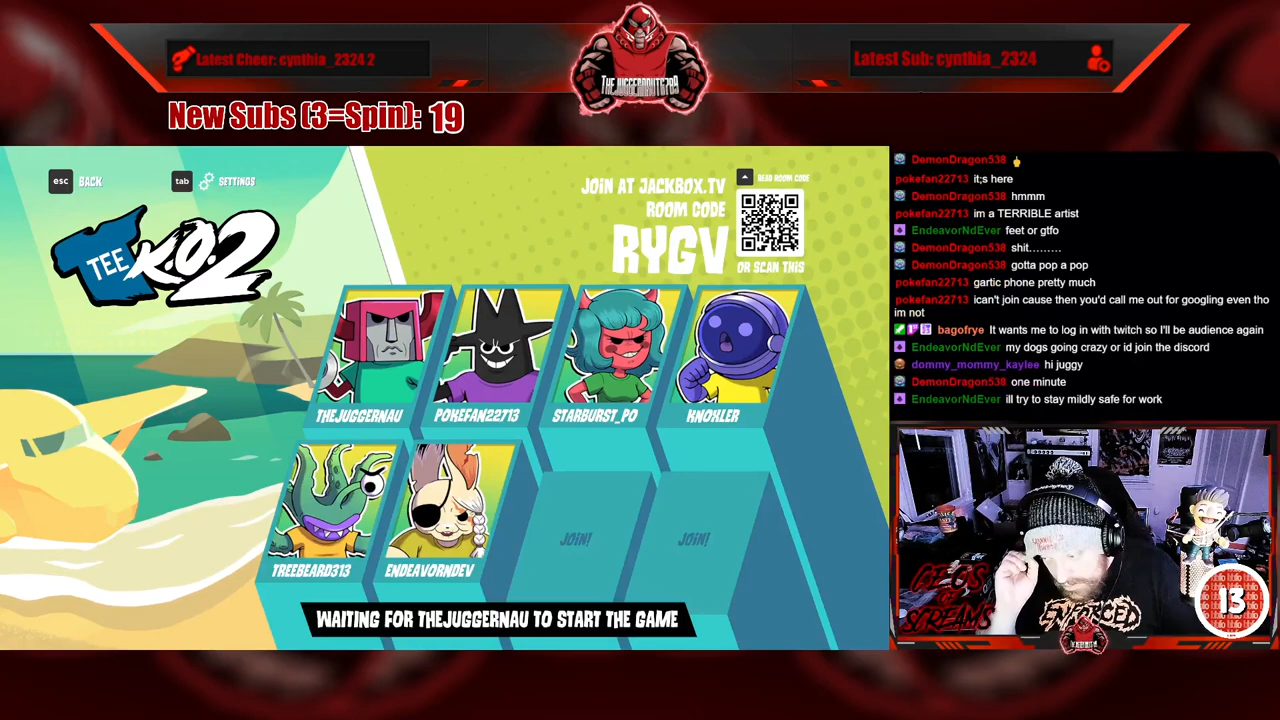 Latest Cheer: cynthia_2324 2
THEJUGGERNAUT6789
Latest Sub: cynthia_2324
New Subs (3=Spin): 19
esc BACK
tab SETTINGS
TEE K.O.2
JOIN AT JACKBOX.TV
ROOM CODE
RYGV
READ ROOM CODE
OR SCAN THIS
THEJUGGERNAU
POKEFAN22713
STARBURST_PO
KNOXLER
TREEBEARD313
ENDEAVORNDEV
JOIN!
JOIN!
WAITING FOR THEJUGGERNAU TO START THE GAME
DemonDragon538
pokefan22713 it;s here
DemonDragon538 hmmm
pokefan22713 im a TERRIBLE artist
EndeavorNdEver feet or gtfo
DemonDragon538 shit.........
DemonDragon538 gotta pop a pop
pokefan22713 gartic phone pretty much
pokefan22713 ican't join cause then you'd call me out for googling even tho
im not
bagofrye It wants me to log in with twitch so I'll be audience again
EndeavorNdEver my dogs going crazy or id join the discord
dommy_mommy_kaylee hi juggy
DemonDragon538 one minute
EndeavorNdEver ill try to stay mildly safe for work
GEGS
SCREAMS
ENFORCED
13